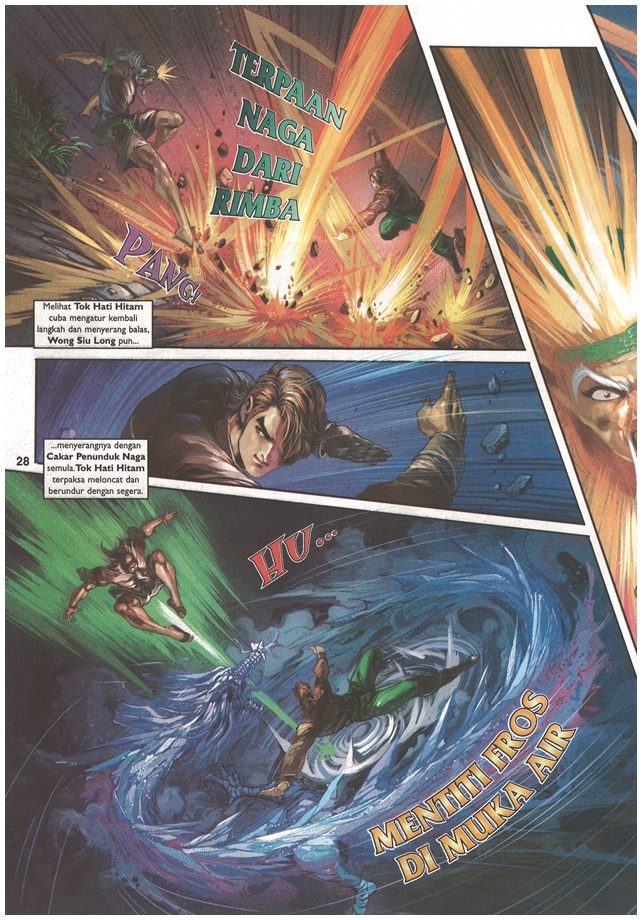 TERPAAN
NAGA
DARI
RIMBA
PANG!
Melihat Tok Hati Hitam
cuba mengatur kembali
langkah dan menyerang balas,
Wong Siu Long pun...
...menyerangnya dengan
Cakar Penunduk Naga
semula. Tok Hati Hitam
terpaksa meloncat dan
berundur dengan segera.
28
HU...
MENTITI FROS
DI MUKA AIR